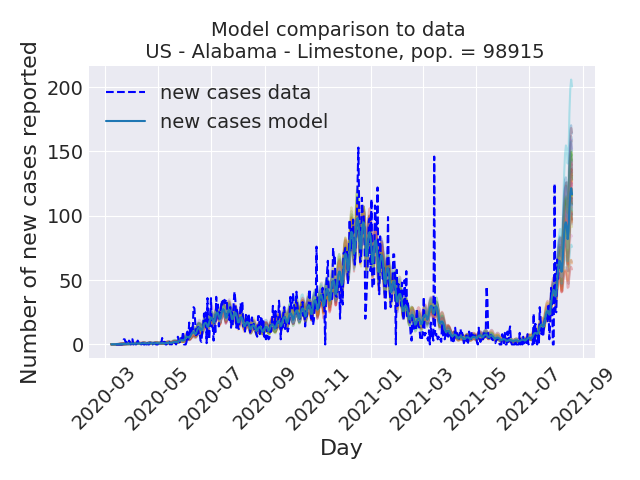 Model comparison to data
US - Alabama - Limestone, pop. = 98915
Number of new cases reported
200
150
100
50
0
new cases data
new cases model
2020-03
2020-05
2020-07
2020-09
2020-11
2021-01
2021-03
2021-05
2021-07
2021-09
Day